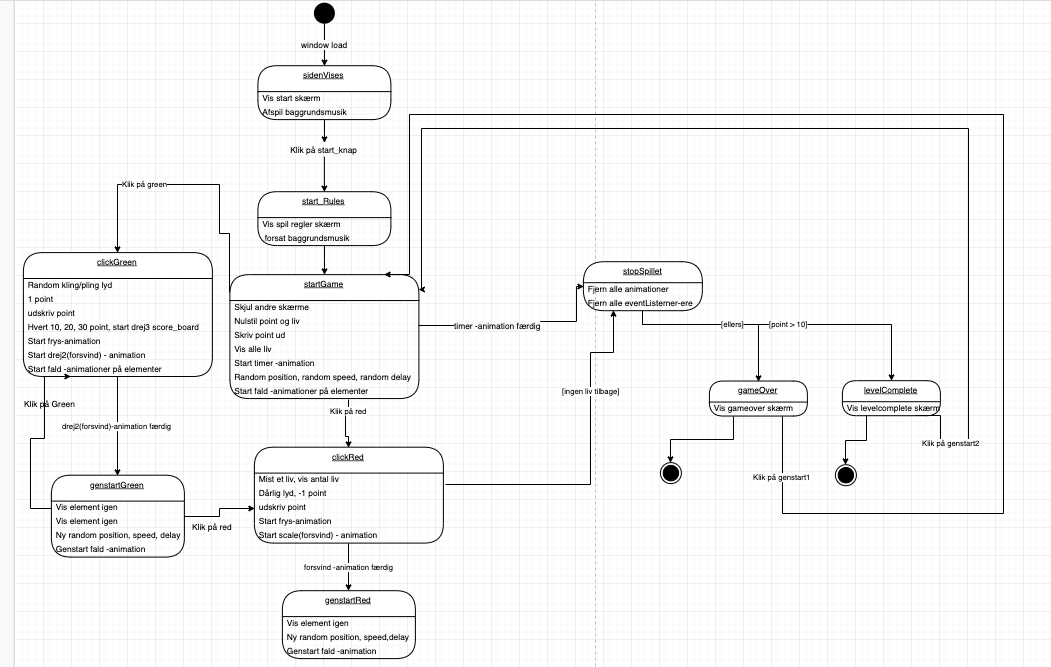 window load
sidenVises
Vis start skærm
Afspil baggrundsmusik
Klik på start_knap
start_Rules
Vis spil regler skærm
forsat baggrundsmusik
Klik på green
clickGreen
Random kling/pling lyd
1 point
udskriv point
Hvert 10, 20, 30 point, start drej3 score_board
Start frys-animation
Start drej2(forsvind) - animation
Start fald -animationer på elementer
startGame
Skjul andre skærme
Nulstil point og liv
Skriv point ud
Vis alle liv
Start timer -animation
Random position, random speed, random delay
Start fald -animationer på elementer
timer -animation færdig
stopSpillet
Fjern alle animationer
Fjern alle eventListerner-ere
[ellers]
[point > 10]
[ingen liv tilbage]
gameOver
Vis gameover skærm
levelComplete
Vis levelcomplete skærm
Klik på genstart2
Klik på genstart1
Klik på Green
drej2(forsvind)-animation færdig
Klik på red
genstartGreen
Vis element igen
Vis element igen
Ny random position, speed, delay
Genstart fald -animation
Klik på red
clickRed
Mist et liv, vis antal liv
Dårlig lyd, -1 point
udskriv point
Start frys-animation
Start scale(forsvind) - animation
forsvind -animation færdig
genstartRed
Vis element igen
Ny random position, speed,delay
Genstart fald -animation